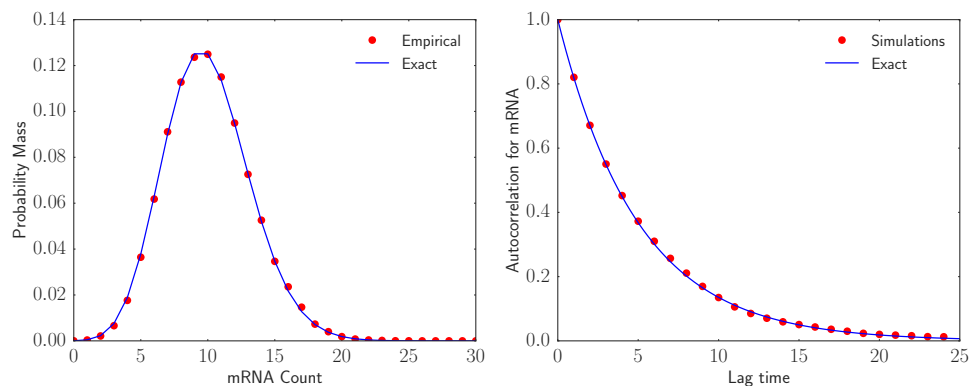 0.14
0.12
0.10
0.08
0.06
0.04
0.02
0.00
Probability Mass
Empirical
Exact
0 5 10 15 20 25 30
mRNA Count
1.0
0.8
0.6
0.4
0.2
0.0
Autocorrelation for mRNA
Simulations
Exact
0 5 10 15 20 25
Lag time